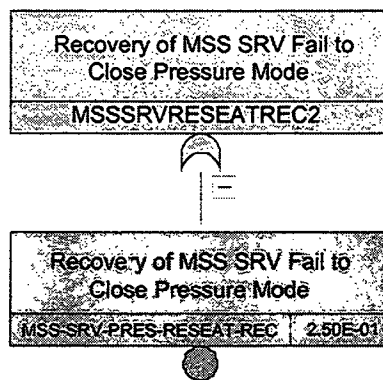 Recovery of MSS SRV Fail to
Close Pressure Mode
MSSSRVRESEATREC2
Recovery of MSS SRV Fail to
Close Pressure Mode
MSS-SRV-PRES-RESEAT-REC 2.50E-01